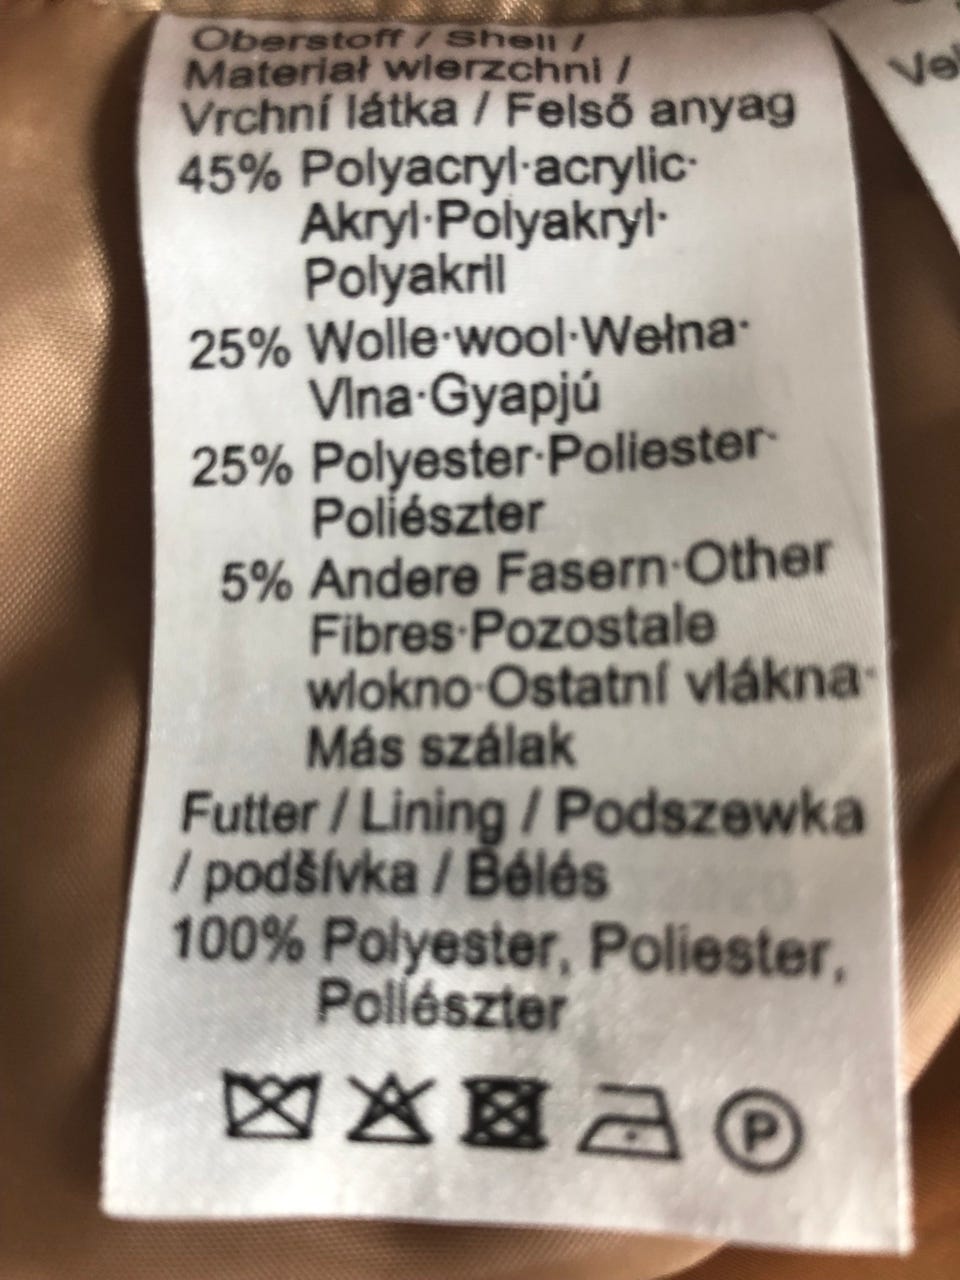 Oberstoff / Shell /
Materiał wierzchni /
Vrchní látka / Felső anyag
45% Polyacryl·acrylic·
Akryl·Polyakryl·
Polyakril
25% Wolle·wool·Wełna·
Vlna·Gyapjú
25% Polyester·Poliester·
Poliészter
5% Andere Fasern·Other
Fibres·Pozostale
wlokno·Ostatní vlákna·
Más szálak
Futter / Lining / Podszewka
/ podšívka / Bélés
100% Polyester, Poliester,
Poliészter
P